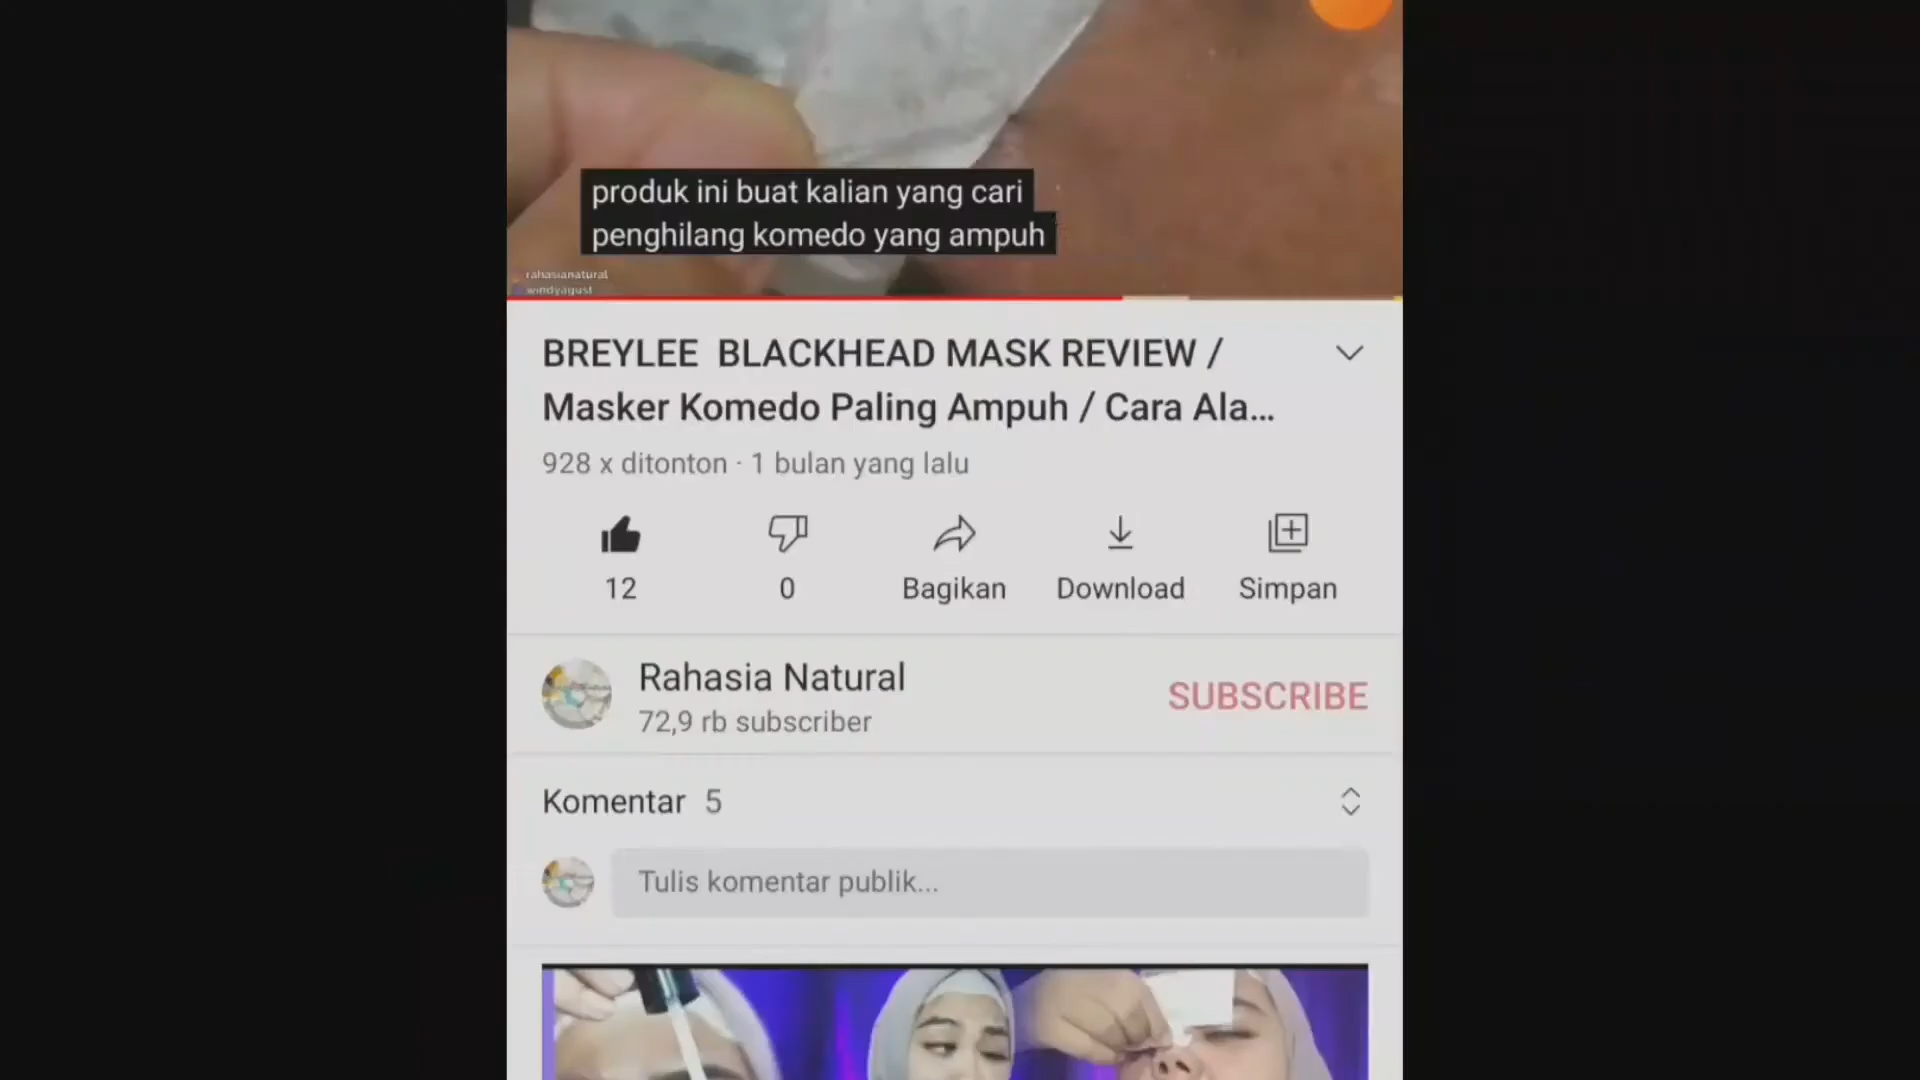 produk ini buat kalian yang cari
penghilang komedo yang ampuh
rahasianatural
windyagust
BREYLEE BLACKHEAD MASK REVIEW /
Masker Komedo Paling Ampuh / Cara Ala...
928 x ditonton · 1 bulan yang lalu
12
0
Bagikan
Download
Simpan
Rahasia Natural
72,9 rb subscriber
SUBSCRIBE
Komentar 5
Tulis komentar publik...